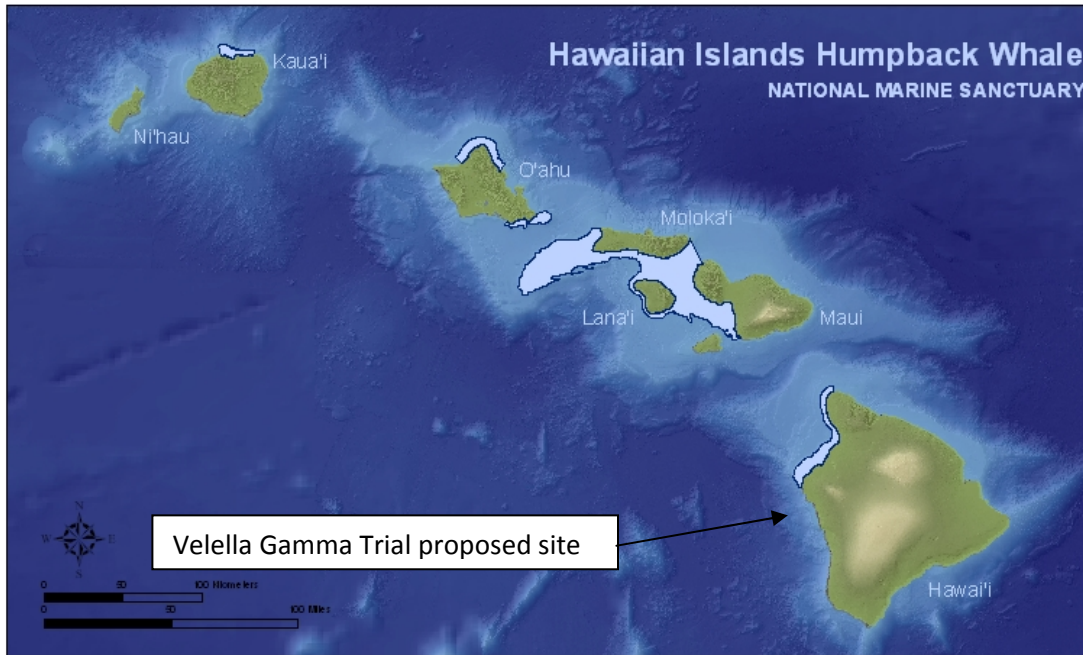 Hawaiian Islands Humpback Whale
NATIONAL MARINE SANCTUARY
Kaua'i
Ni'hau
O'ahu
Moloka'i
Lana'i
Maui
N
W E
S
Velella Gamma Trial proposed site
0 50 100 Kilometers
0 50 100 Miles
Hawai'i